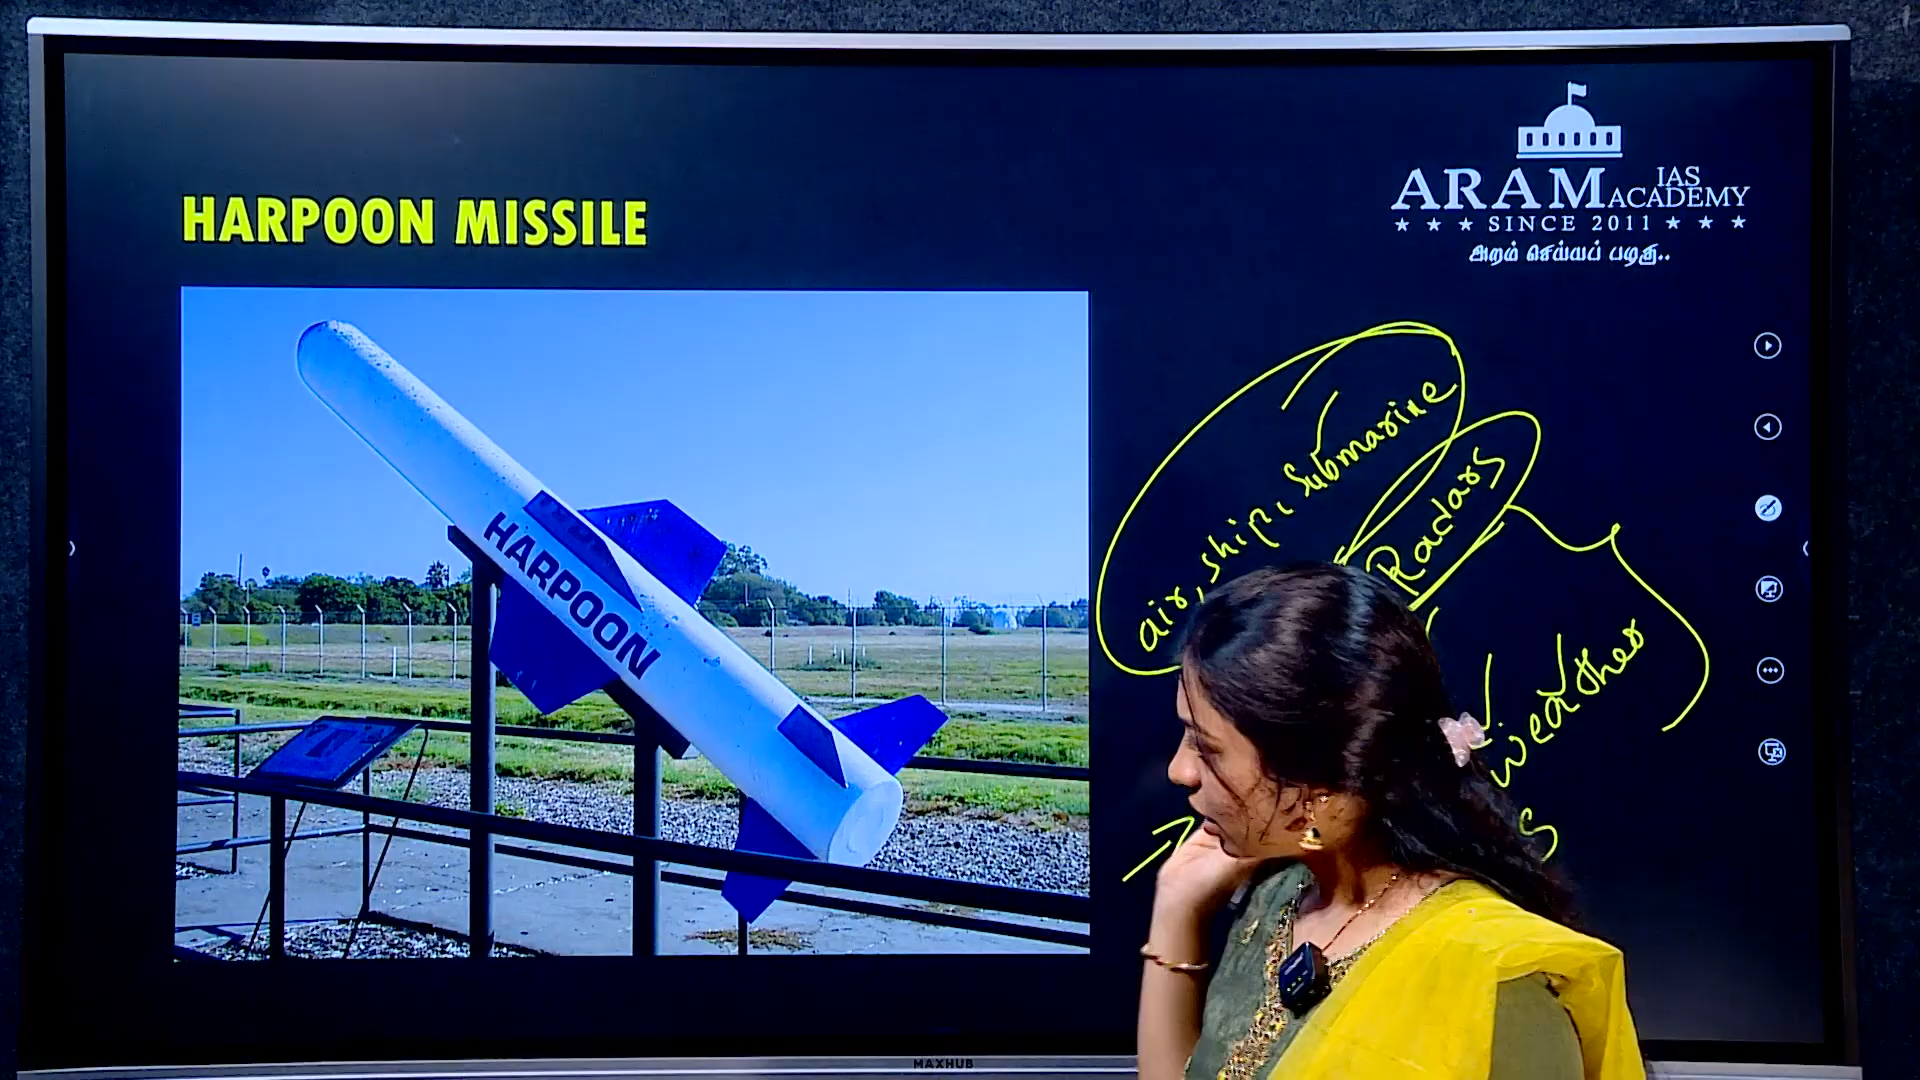 HARPOON MISSILE
ARAM IAS ACADEMY
★ ★ ★ SINCE 2011 ★ ★ ★
அறம் செய்யப் பழகு..
HARPOON
air, ship, submarine
Radars
weather
S
MAXHUB